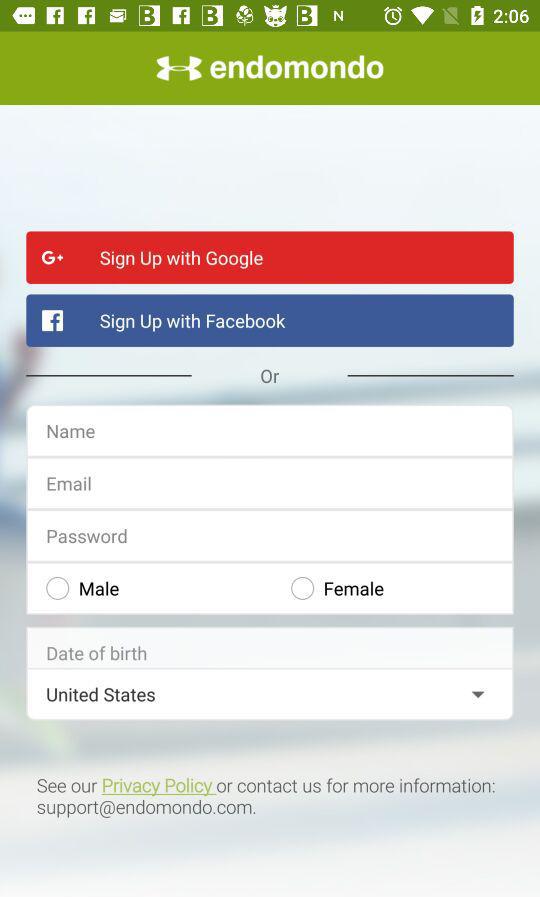 2:06
endomondo
G+ Sign Up with Google
f Sign Up with Facebook
Or
Name
Email
Password
Male Female
Date of birth
United States
See our Privacy Policy or contact us for more information:
support@endomondo.com.